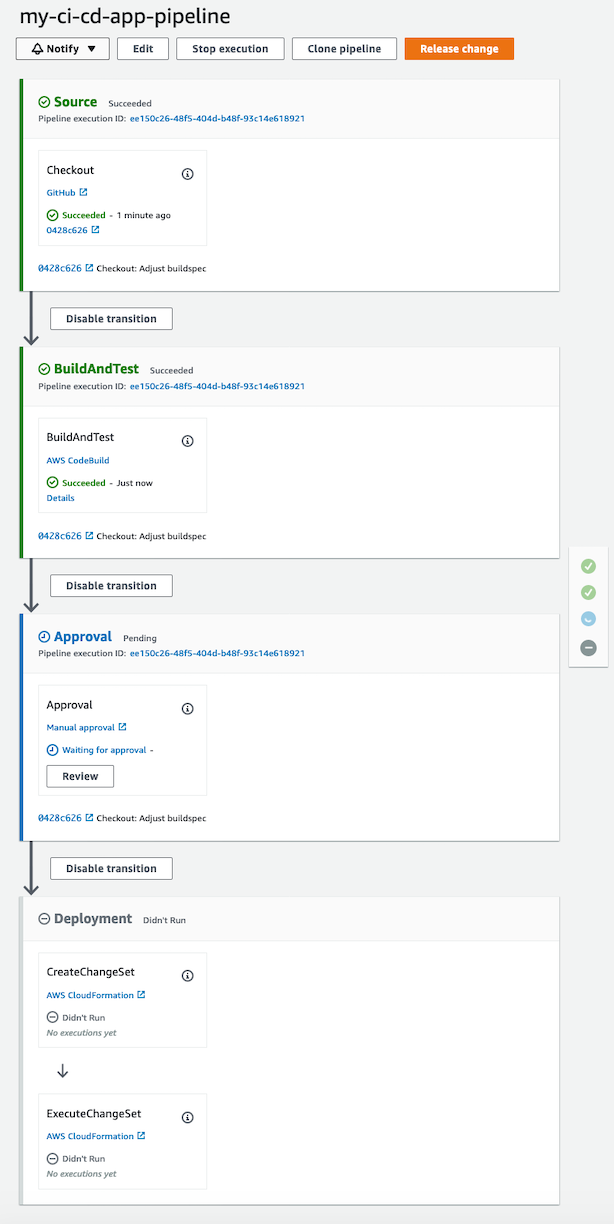 my-ci-cd-app-pipeline
Notify ▼ Edit Stop execution Clone pipeline Release change
Source Succeeded
Pipeline execution ID: ee150c26-48f5-404d-b48f-93c14e618921
Checkout
GitHub
Succeeded - 1 minute ago
0428c626
0428c626 Checkout: Adjust buildspec
Disable transition
BuildAndTest Succeeded
Pipeline execution ID: ee150c26-48f5-404d-b48f-93c14e618921
BuildAndTest
AWS CodeBuild
Succeeded - Just now
Details
0428c626 Checkout: Adjust buildspec
Disable transition
Approval Pending
Pipeline execution ID: ee150c26-48f5-404d-b48f-93c14e618921
Approval
Manual approval
Waiting for approval -
Review
0428c626 Checkout: Adjust buildspec
Disable transition
Deployment Didn't Run
CreateChangeSet
AWS CloudFormation
Didn't Run
No executions yet
ExecuteChangeSet
AWS CloudFormation
Didn't Run
No executions yet